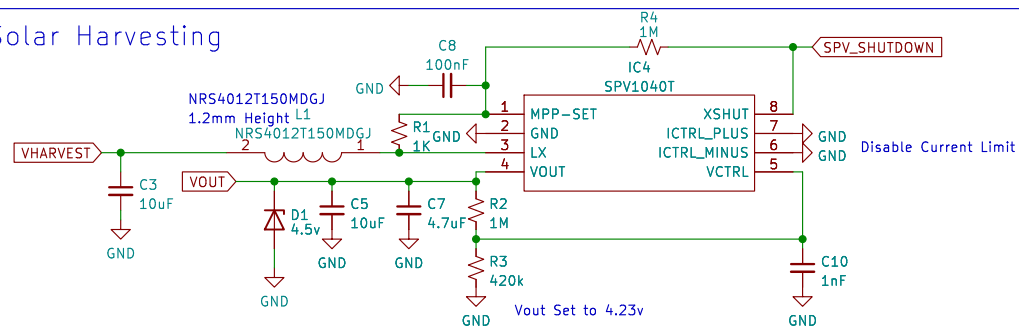 Solar Harvesting
R4
1M
SPV_SHUTDOWN
C8
100nF
GND
IC4
SPV1040T
NRS4012T150MDGJ
1.2mm Height
L1
NRS4012T150MDGJ
2
1
R1
1K
GND
1
MPP-SET
2
GND
3
LX
4
VOUT
XSHUT
8
ICTRL_PLUS
7
ICTRL_MINUS
6
VCTRL
5
GND
GND
Disable Current Limit
VHARVEST
VOUT
C3
10uF
GND
D1
4.5v
GND
C5
10uF
GND
C7
4.7uF
GND
R2
1M
R3
420k
GND
C10
1nF
GND
Vout Set to 4.23v